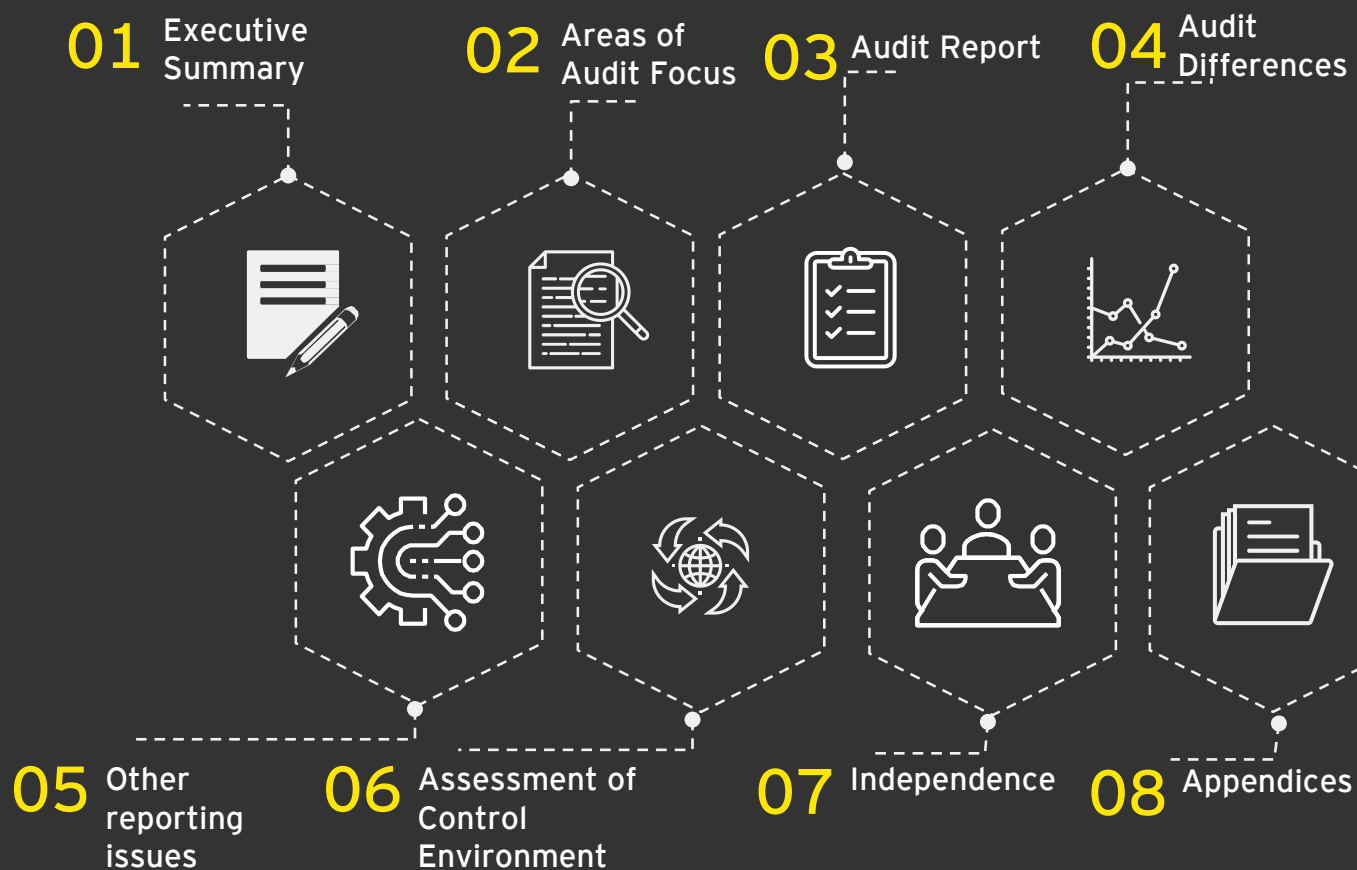 01 Executive
Summary
02 Areas of
Audit Focus
03 Audit Report
04 Audit
Differences
05 Other
reporting
issues
06 Assessment of
Control
Environment
07 Independence
08 Appendices